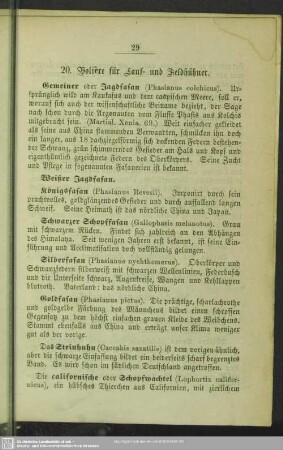 29
20. Volière für Lauf- und Feldhühner.
Gemeiner oder Jagdfasan (Phasianus colchicus). Ur-
sprünglich wild am Kaukasus und dem caspischen Meere, soll er,
worauf sich auch der wissenschaftliche Beiname bezieht, der Sage
nach schon durch die Argonauten vom Flusse Phasis aus Kolchis
mitgebracht sein. (Martial. Xenia. 69.) Weit einfacher gefiedert
als seine aus China stammenden Verwandten, schmücken ihn doch
ein langer, aus 18 dachziegelförmig sich deckenden Federn bestehen-
der Schwanz, grün schimmerndes Gefieder an Hals und Kopf und
eigenthümlich gezeichnete Federn des Oberkörpers. Seine Zucht
und Pflege in sogenannten Fasanerien ist bekannt.
Weißer Jagdfasan.
Königsfasan (Phasianus Revesii). Imponirt durch sein
prachtvolles, goldglänzendes Gefieder und durch auffallend langen
Schweif. Seine Heimath ist das nördliche China und Japan.
Schwarzer Schopffasan (Gallophasis melanotus). Grau
mit schwarzem Rücken. Findet sich zahlreich an den Abhängen
des Himalaya. Seit wenigen Jahren erst bekannt, ist seine Ein-
führung und Acclimatisation doch vollständig gelungen.
Silberfasan (Phasianus nychthemerus). Oberkörper und
Schwanzfedern silberweiß mit schwarzen Wellenlinien, Federbusch
und die Unterseite schwarz, Augenkreise, Wangen und Kehllappen
blutroth. Vaterland: das nördliche China.
Goldfasan (Phasianus pictus). Die prächtige, scharlachrothe
und goldgelbe Färbung des Männchens bildet einen schroffen
Gegensatz zu dem höchst einfachen grauen Kleide des Weibchens.
Stammt ebenfalls aus China und erträgt unser Klima weniger
gut als der vorige.
Das Steinhuhn (Caccabis saxatilis) ist dem vorigen ähnlich,
aber die schwarze Einfassung bildet ein beiderseits scharf begrenztes
Band. Es wird schon im südlichen Deutschland angetroffen.
Die californische oder Schopfwachtel (Lophortix califor-
nicus), ein hübsches Thierchen aus Californien, mit zierlichem